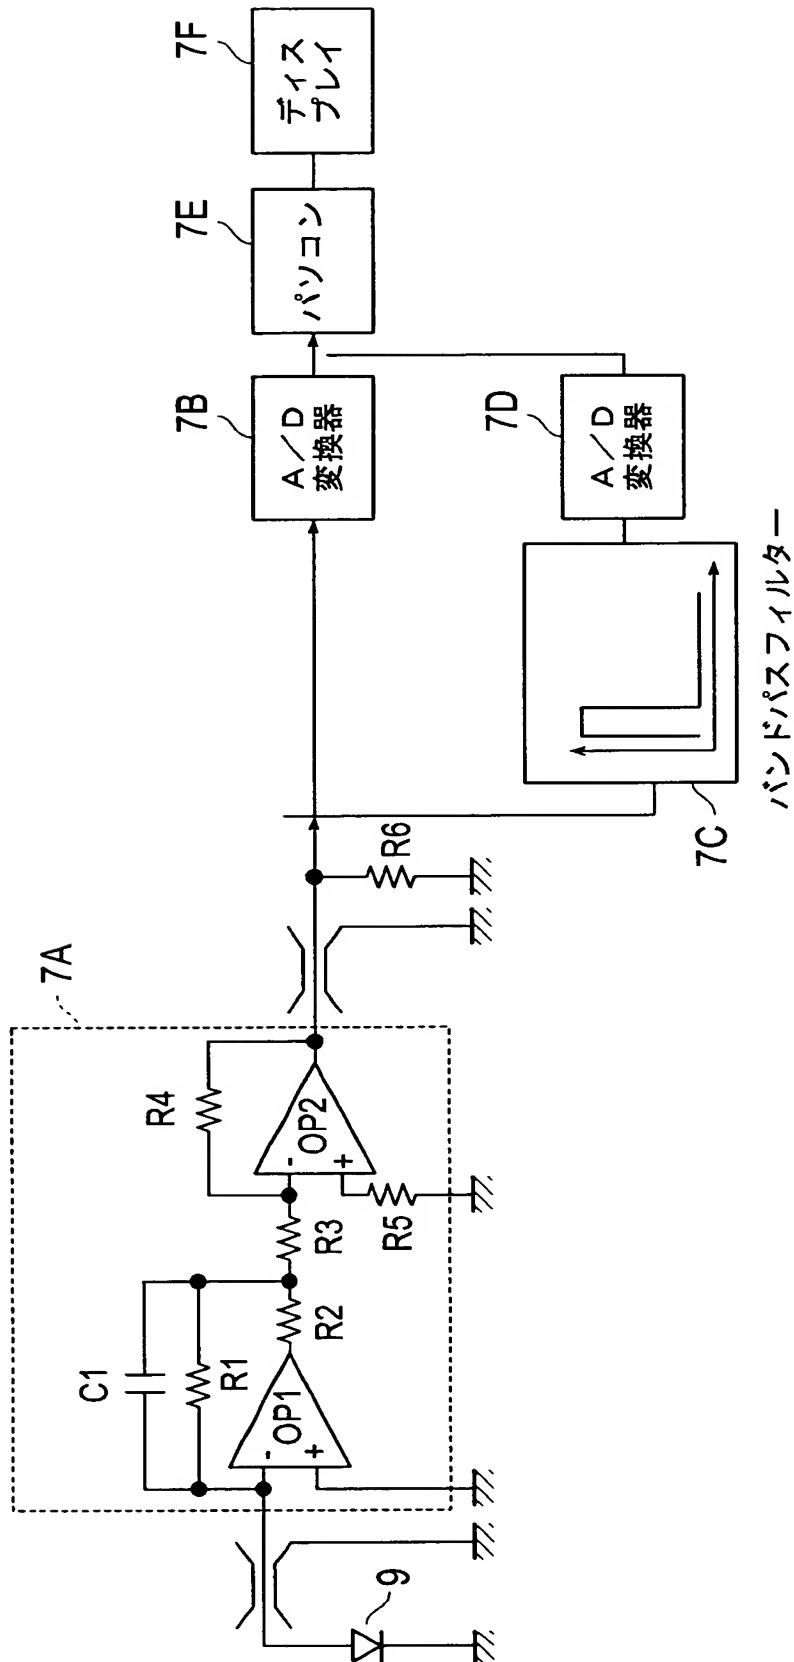 9
7A
C1
R1
OP1
-
+
R2
R3
R4
OP2
-
+
R5
R6
7B
A/D
変換器
7C
バンドパスフィルター
7D
A/D
変換器
7E
パソコン
7F
ディス
プレイ